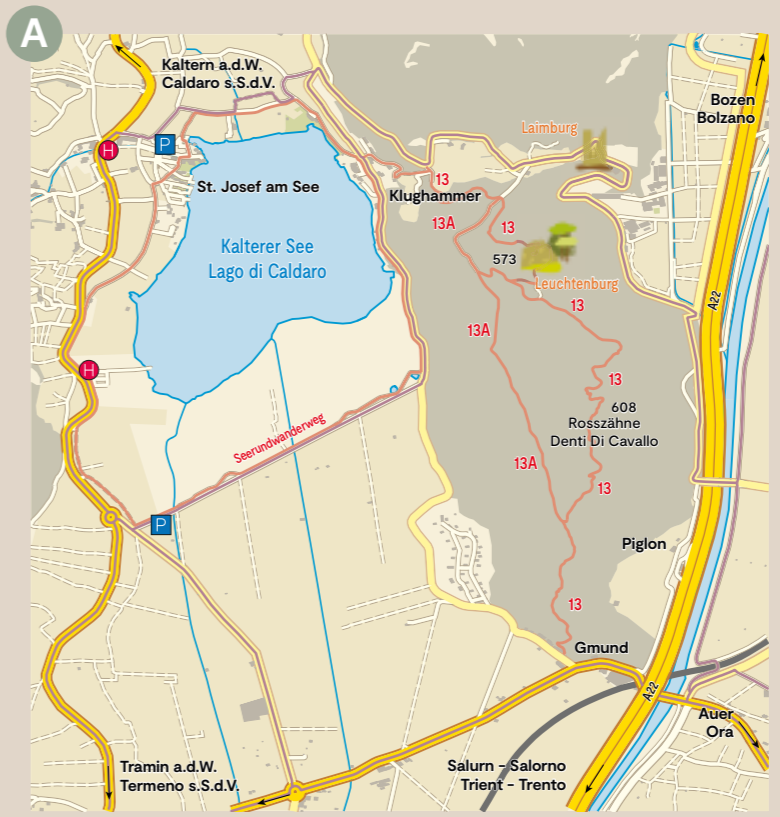 A
Kaltern a.d.W.
Caldaro s.S.d.V.
Bozen
Bolzano
H
P
Laimburg
St. Josef am See
13
Klughammer
13A
13
573
Kalterer See
Lago di Caldaro
Leuchtenburg
13
A22
13A
H
13
608
Rosszähne
Denti Di Cavallo
Seerundwanderweg
13A
13
P
Piglon
13
Gmund
A22
Auer
Ora
Tramin a.d.W.
Termeno s.S.d.V.
Salurn - Salorno
Trient - Trento